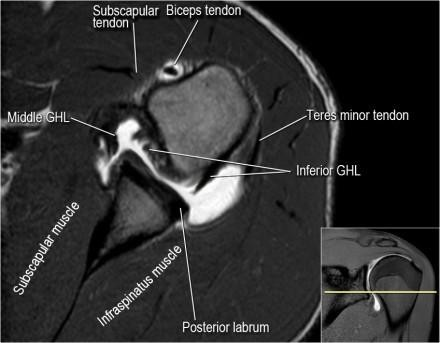 Subscapular
tendon
Biceps tendon
Middle GHL
Teres minor tendon
Inferior GHL
Subscapular muscle
Infraspinatus muscle
Posterior labrum